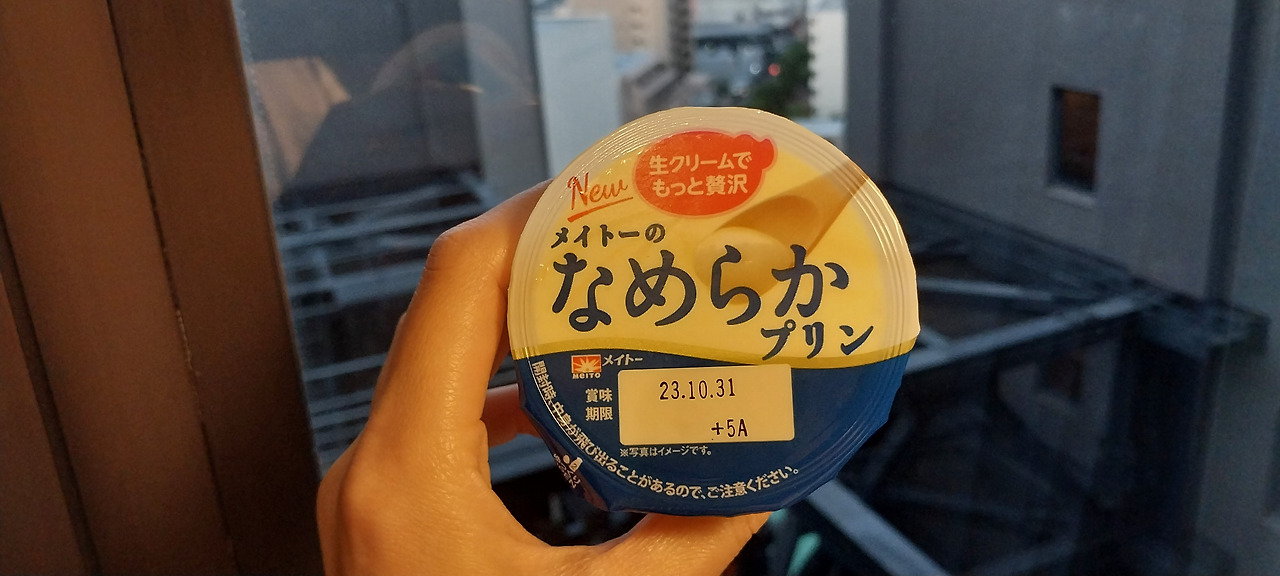 New
生クリームで
もっと贅沢
メイトーの
なめらか
プリン
MEITO
メイトー
賞味
期限
23.10.31
+5A
※写真はイメージです。
開封時、中身が飛び出ることがあるので、ご注意ください。